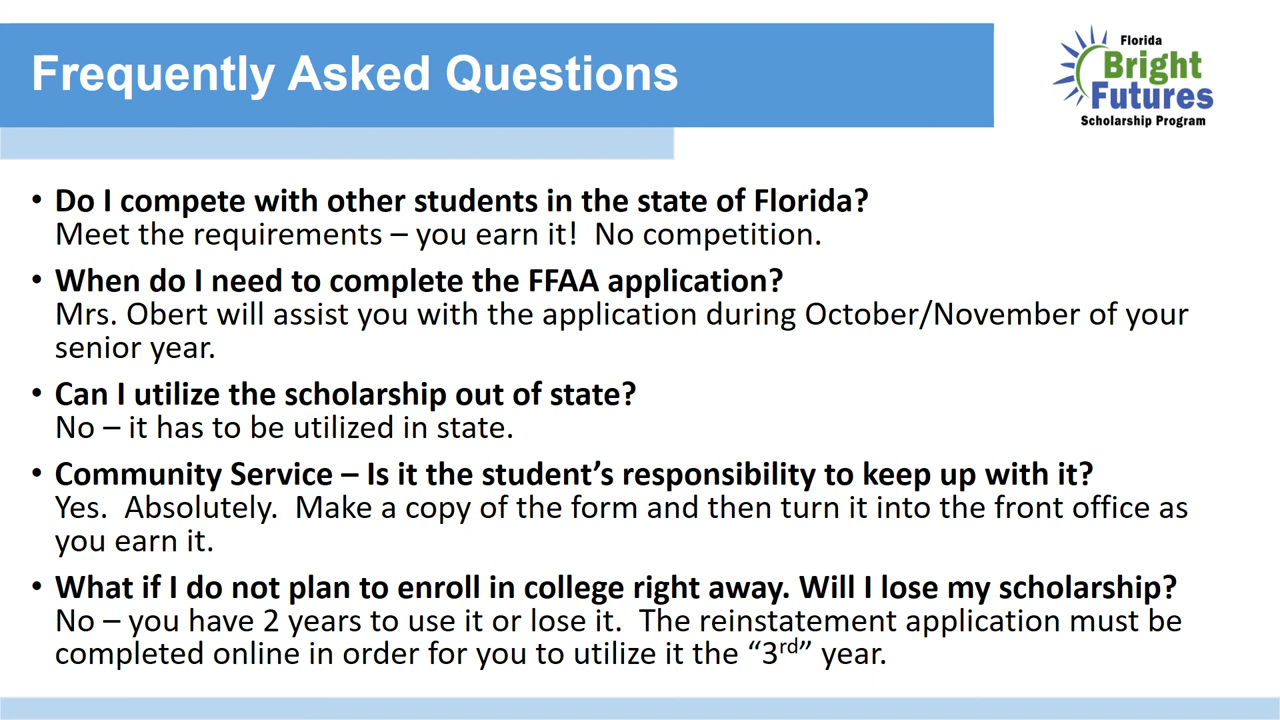 Frequently Asked Questions
Florida
Bright
Futures
Scholarship Program
• Do I compete with other students in the state of Florida?
Meet the requirements – you earn it!  No competition.
• When do I need to complete the FFAA application?
Mrs. Obert will assist you with the application during October/November of your
senior year.
• Can I utilize the scholarship out of state?
No – it has to be utilized in state.
• Community Service – Is it the student’s responsibility to keep up with it?
Yes.  Absolutely.  Make a copy of the form and then turn it into the front office as
you earn it.
• What if I do not plan to enroll in college right away. Will I lose my scholarship?
No – you have 2 years to use it or lose it.  The reinstatement application must be
completed online in order for you to utilize it the “3rd” year.